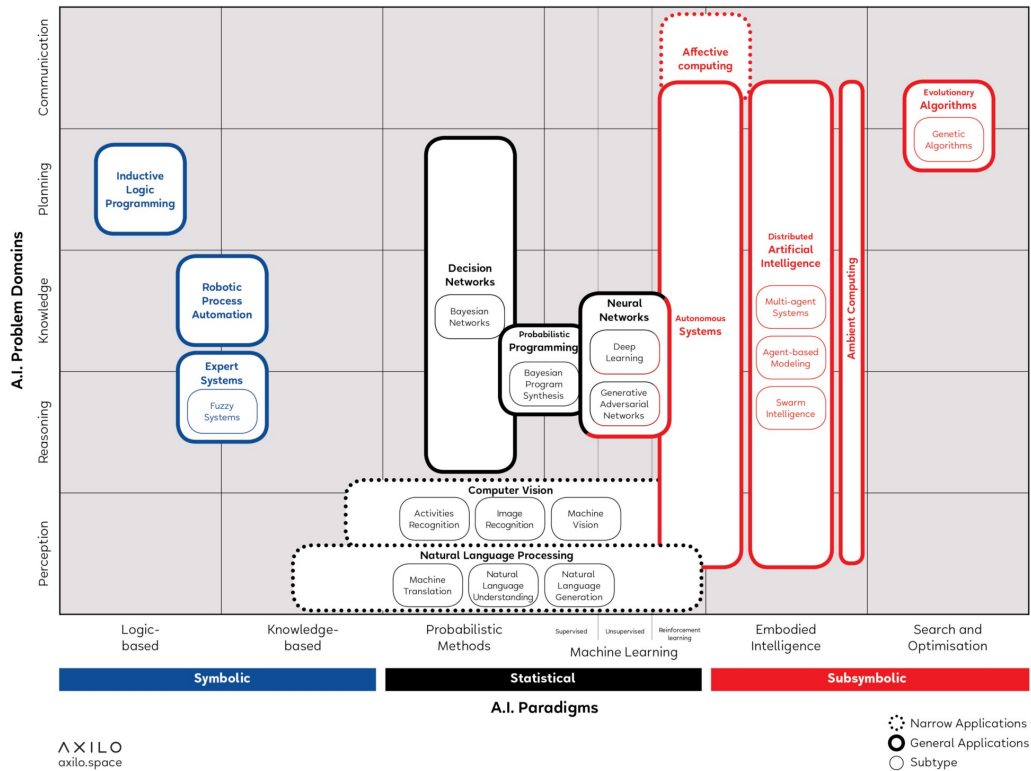 A.I. Problem Domains
Communication
Planning
Knowledge
Reasoning
Perception
Affective
computing
Evolutionary
Algorithms
Genetic
Algorithms
Inductive
Logic
Programming
Robotic
Process
Automation
Expert
Systems
Fuzzy
Systems
Decision
Networks
Bayesian
Networks
Probabilistic
Programming
Bayesian
Program
Synthesis
Neural
Networks
Deep
Learning
Generative
Adversarial
Networks
Autonomous
Systems
Distributed
Artificial
Intelligence
Multi-agent
Systems
Agent-based
Modeling
Swarm
Intelligence
Ambient Computing
Computer Vision
Activities
Recognition
Image
Recognition
Machine
Vision
Natural Language Processing
Machine
Translation
Natural
Language
Understanding
Natural
Language
Generation
Logic-
based
Knowledge-
based
Probabilistic
Methods
Supervised
Unsupervised
Reinforcement
learning
Machine Learning
Embodied
Intelligence
Search and
Optimisation
Symbolic
Statistical
Subsymbolic
A.I. Paradigms
AXILO
axilo.space
Narrow Applications
General Applications
Subtype